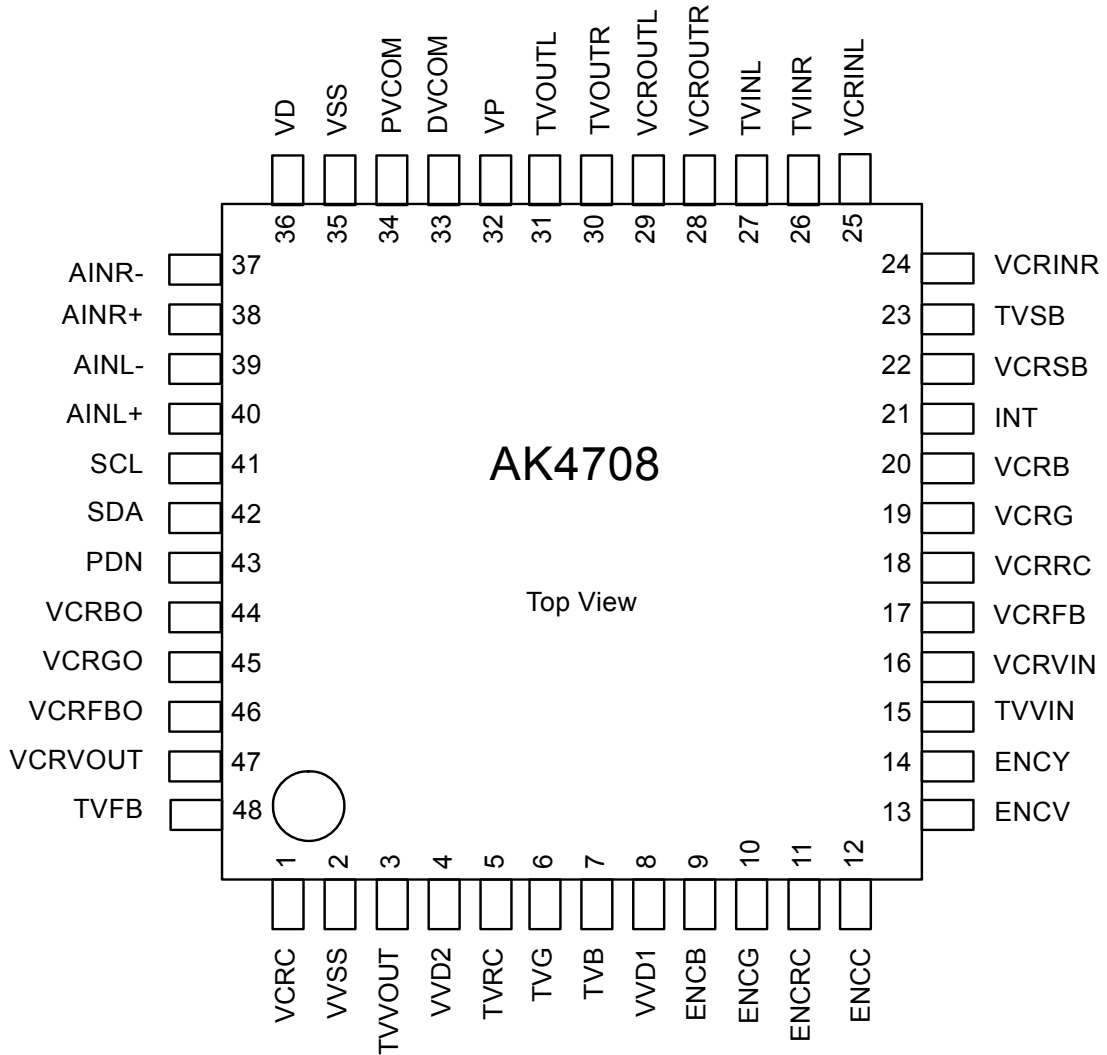 VD
VSS
PVCOM
DVCOM
VP
TVOUTL
TVOUTR
VCROUTL
VCROUTR
TVINL
TVINR
VCRINL
36
35
34
33
32
31
30
29
28
27
26
25
AINR- 37
AINR+ 38
AINL- 39
AINL+ 40
SCL 41
SDA 42
PDN 43
VCRBO 44
VCRGO 45
VCRFBO 46
VCRVOUT 47
TVFB 48
AK4708
Top View
24 VCRINR
23 TVSB
22 VCRSB
21 INT
20 VCRB
19 VCRG
18 VCRRC
17 VCRFB
16 VCRVIN
15 TVVIN
14 ENCY
13 ENCV
1
2
3
4
5
6
7
8
9
10
11
12
VCRC
VVSS
TVVOUT
VVD2
TVRC
TVG
TVB
VVD1
ENCB
ENCG
ENCRC
ENCC